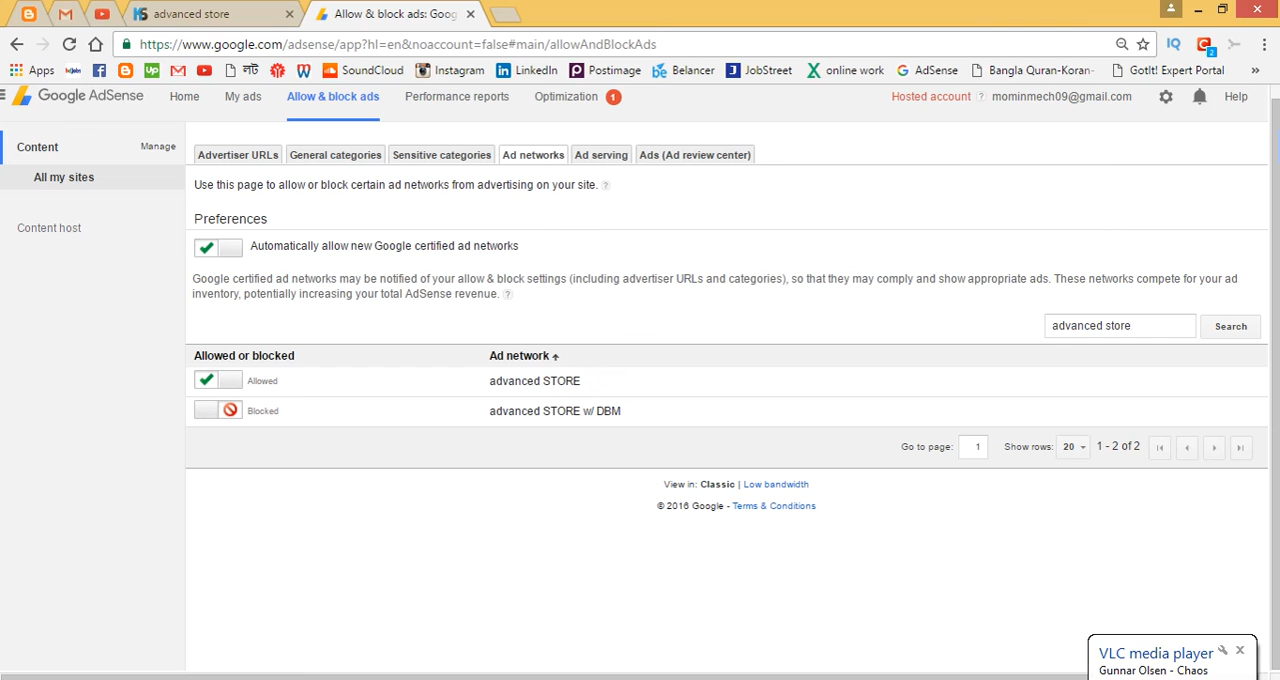 advanced store
Allow & block ads: Goog
https://www.google.com/adsense/app?hl=en&noaccount=false#main/allowAndBlockAds
Apps লট SoundCloud Instagram LinkedIn Postimage Belancer JobStreet online work AdSense Bangla Quran-Koran- GotIt! Expert Portal »
Google AdSense Home My ads Allow & block ads Performance reports Optimization 1 Hosted account ? mominmech09@gmail.com Help
Content Manage
All my sites
Content host
Advertiser URLs General categories Sensitive categories Ad networks Ad serving Ads (Ad review center)
Use this page to allow or block certain ad networks from advertising on your site. ?
Preferences
Automatically allow new Google certified ad networks
Google certified ad networks may be notified of your allow & block settings (including advertiser URLs and categories), so that they may comply and show appropriate ads. These networks compete for your ad
inventory, potentially increasing your total AdSense revenue. ?
advanced store Search
Allowed or blocked Ad network
Allowed advanced STORE
Blocked advanced STORE w/ DBM
Go to page: 1 Show rows: 20 1 - 2 of 2
View in: Classic | Low bandwidth
© 2016 Google - Terms & Conditions
VLC media player
Gunnar Olsen - Chaos